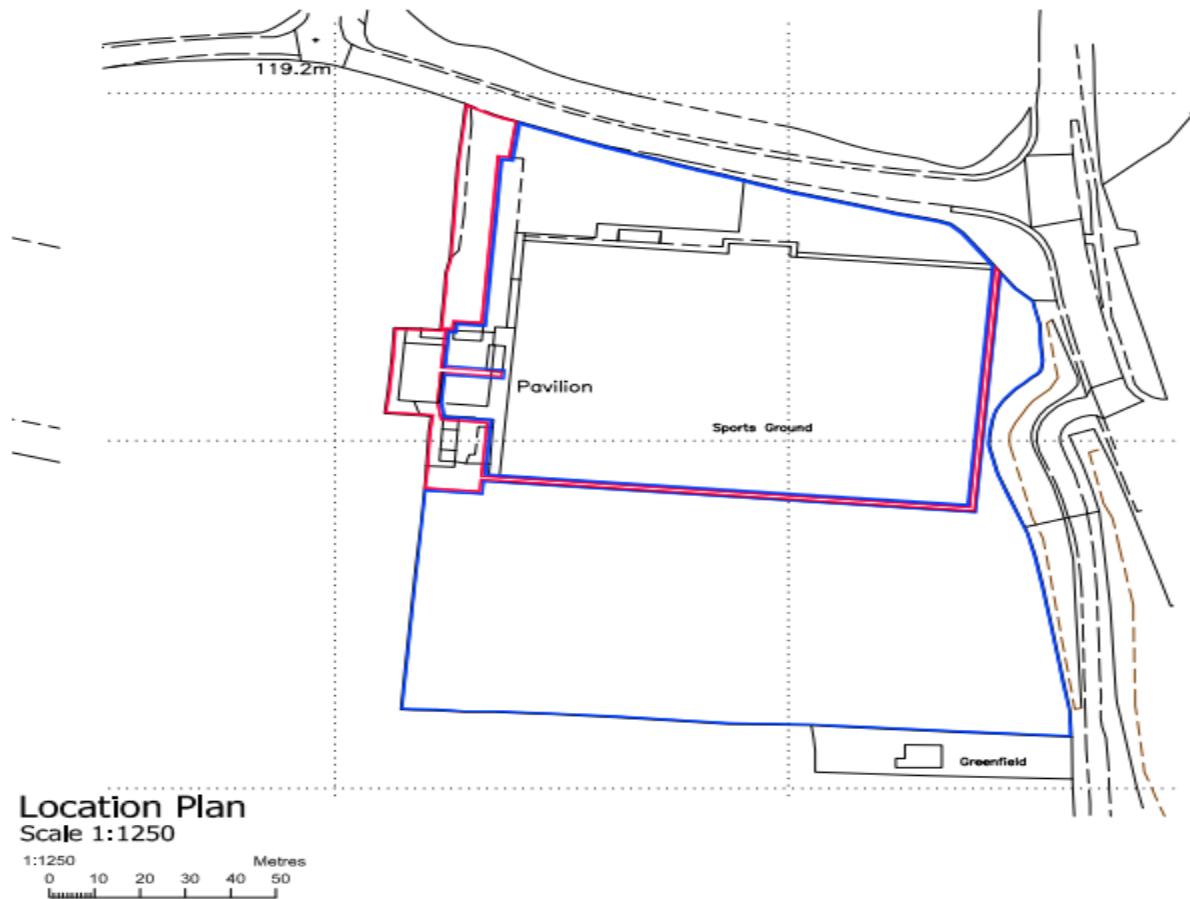 119.2m
Pavilion
Sports Ground
Greenfield
Location Plan
Scale 1:1250
1:1250 Metres
0 10 20 30 40 50